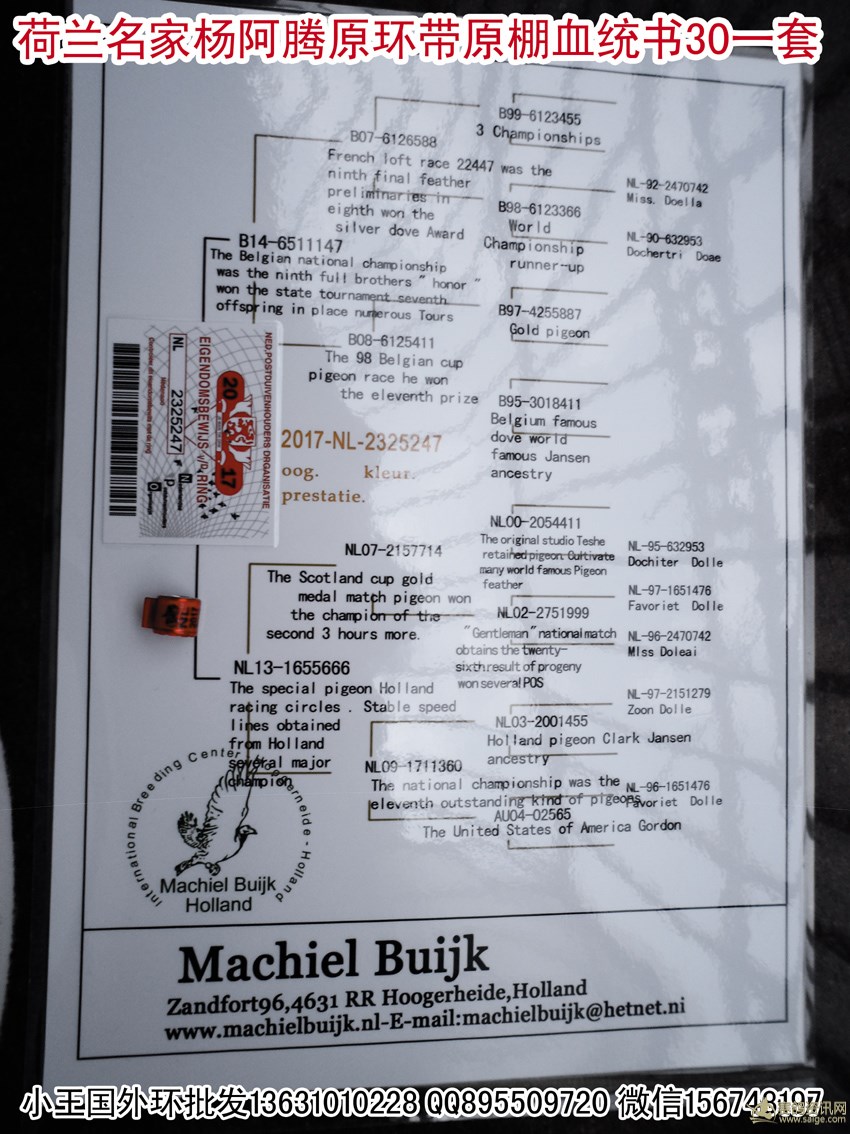 荷兰名家杨阿腾原环带原棚血统书30一套
B99-6123455
3 Championships
B07-6126588
French loft race 22447 was the
ninth final feather
preliminaries in
eighth won the
silver dove Award
NL-92-2470742
Miss. Doella
B98-6123366
World
Championship
runner-up
NL-90-632953
Dochertri Doae
B14-6511147
The Belgian national championship
was the ninth full brothers " honor "
won the state tournament seventh
offspring in place numerous Tours
B97-4255887
Gold pigeon
B08-6125411
The 98 Belgian cup
pigeon race he won
the eleventh prize
B95-3018411
Belgium famous
dove world
famous Jansen
ancestry
NED.POSTDUIVENHOUDERS ORGANISATIE
2017
EIGENDOMSBEWIJS v/d RING
NL 2325247
2017-NL-2325247
oog. kleur.
prestatie.
NL00-2054411
The original studio Teshe
retained pigeon. Cultivate
many world famous Pigeon
feather
NL-95-632953
Dochiter Dolle
NL07-2157714
The Scotland cup gold
medal match pigeon won
the champion of the
second 3 hours more.
NL-97-1651476
Favoriet Dolle
NL02-2751999
"Gentleman" national match
obtains the twenty-
sixth result of progeny
won several POS
NL-96-2470742
MIss Doleai
NL13-1655666
The special pigeon Holland
racing circles . Stable speed
lines obtained
from Holland
several major
champion
NL-97-2151279
Zoon Dolle
NL03-2001455
Holland pigeon Clark Jansen
ancestry
NL09-1711360
The national championship was the
eleventh outstanding kind of pigeons
NL-96-1651476
Favoriet Dolle
AU04-02565
The United States of America Gordon
International Breeding Center Hoogerheide - Holland
Machiel Buijk
Holland
Machiel Buijk
Zandfort96,4631 RR Hoogerheide,Holland
www.machielbuijk.nl-E-mail:machielbuijk@hetnet.ni
小王国外环批发13631010228 QQ895509720 微信156743197
www.saige.com